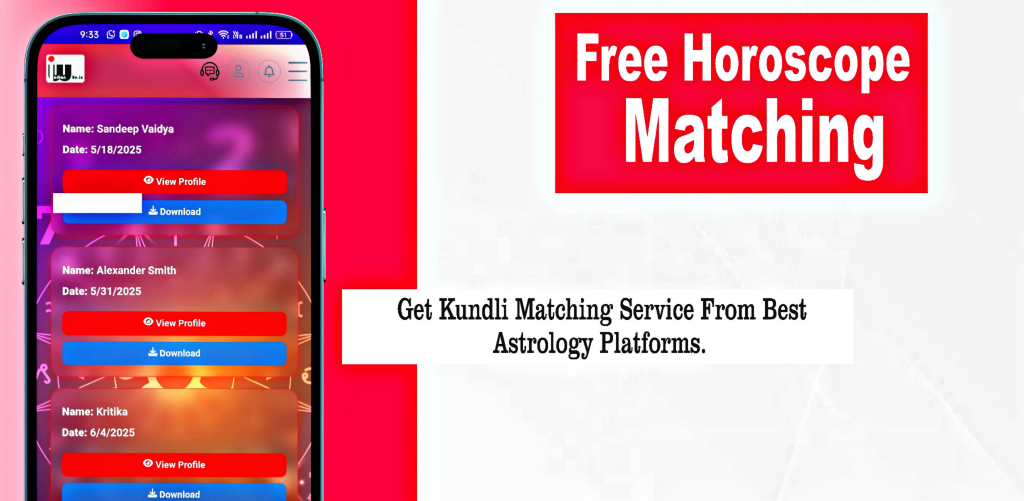 9:33
51
Name: Sandeep Vaidya
Date: 5/18/2025
View Profile
Download
Name: Alexander Smith
Date: 5/31/2025
View Profile
Download
Name: Kritika
Date: 6/4/2025
View Profile
Download
Free Horoscope
Matching
Get Kundli Matching Service From Best
Astrology Platforms.